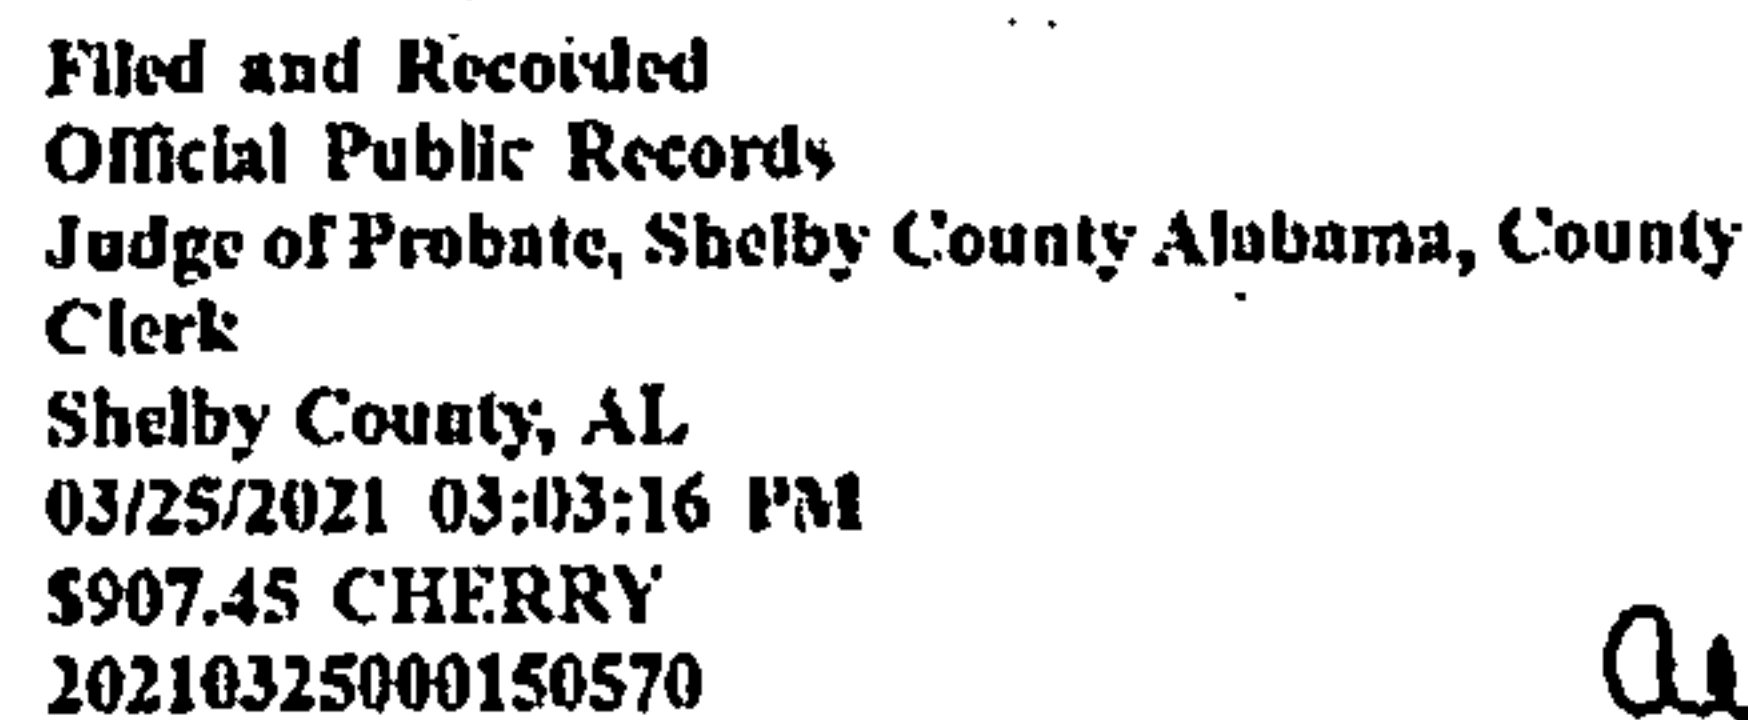 Filed and Recorded
Official Public Records
Judge of Probate, Shelby County Alabama, County
Clerk
Shelby County, AL
03/25/2021 03:03:16 PM
$907.45 CHERRY
20210325000150570